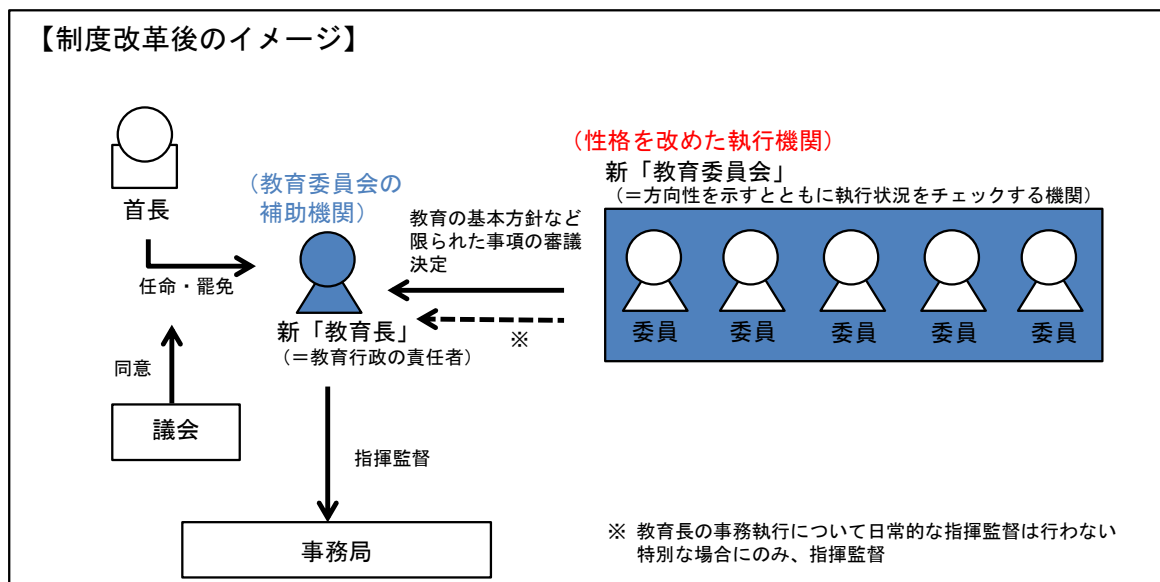 【制度改革後のイメージ】
首長
任命・罷免
同意
議会
（教育委員会の
補助機関）
新「教育長」
（＝教育行政の責任者）
指揮監督
事務局
教育の基本方針など
限られた事項の審議
決定
※
（性格を改めた執行機関）
新「教育委員会」
（＝方向性を示すとともに執行状況をチェックする機関）
委員 委員 委員 委員 委員
※ 教育長の事務執行について日常的な指揮監督は行わない
特別な場合にのみ、指揮監督